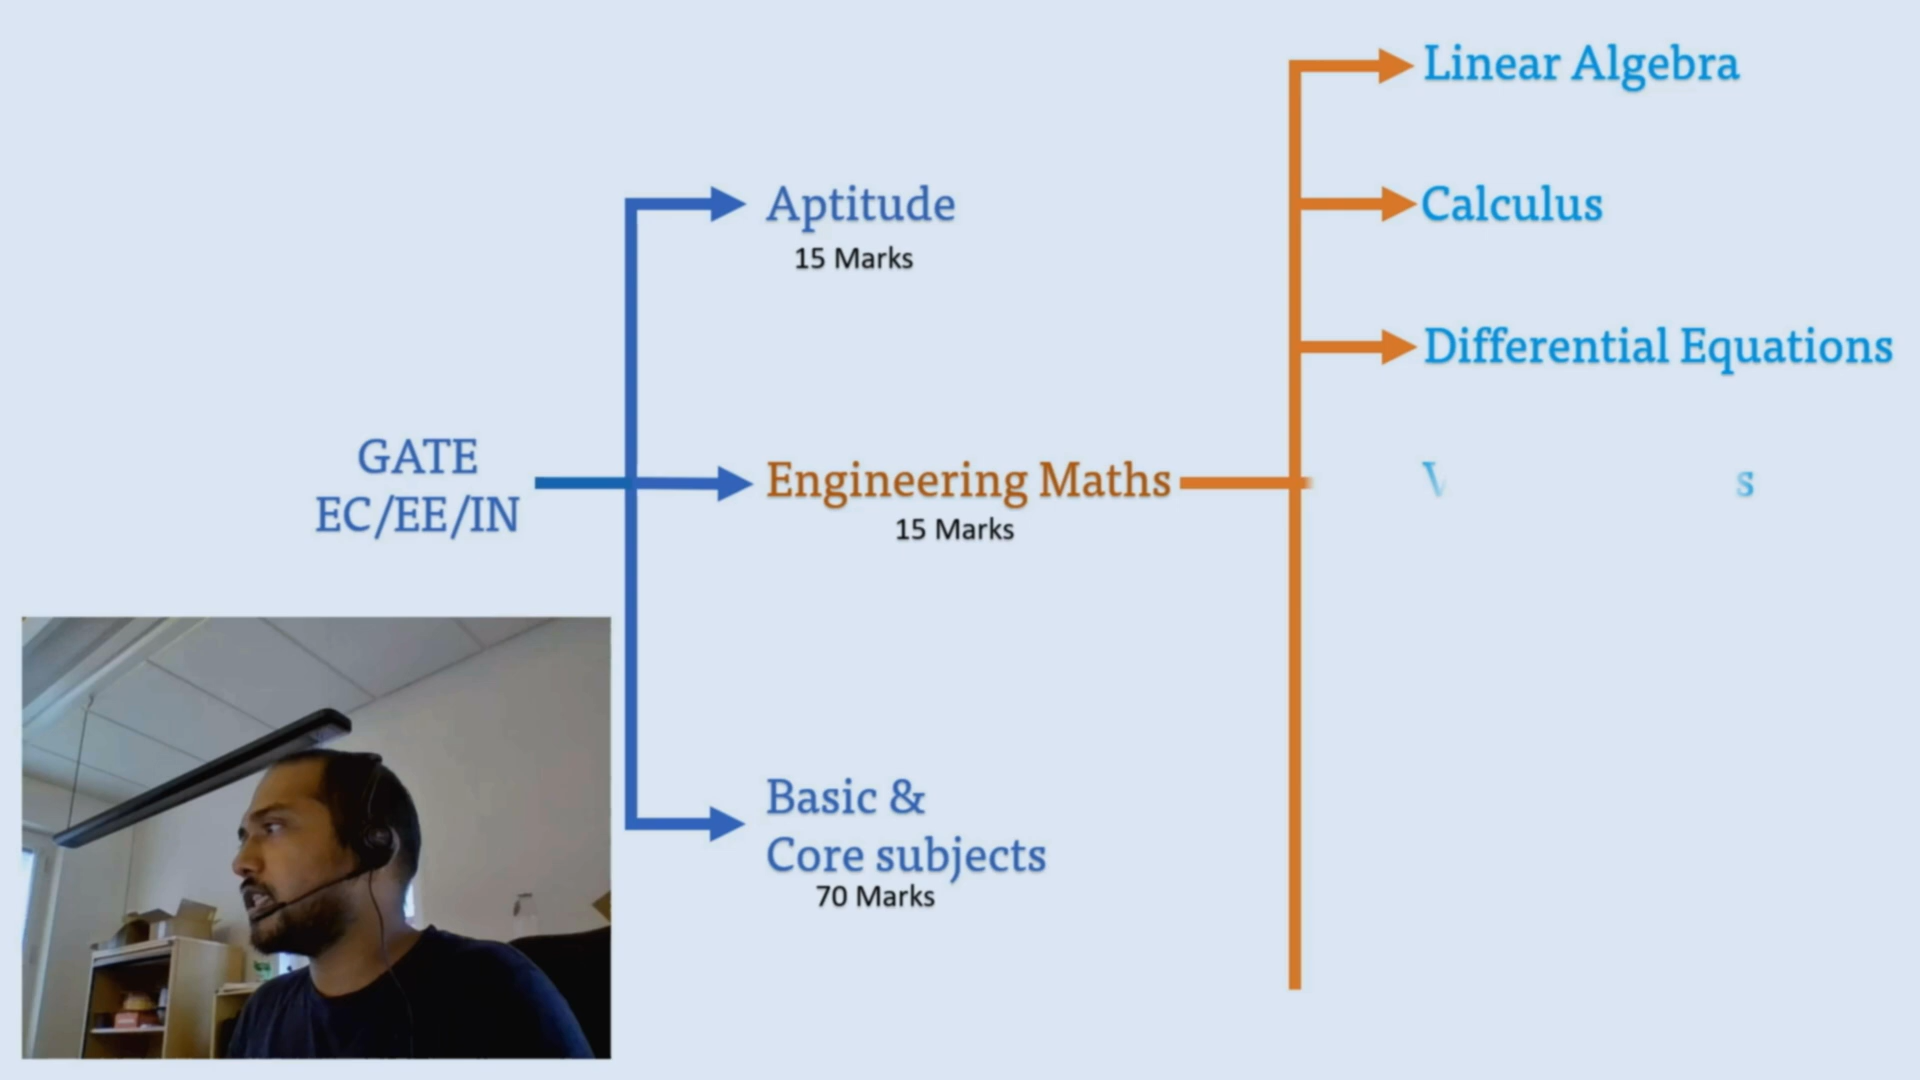 GATE
EC/EE/IN
Aptitude
15 Marks
Engineering Maths
15 Marks
Basic &
Core subjects
70 Marks
Linear Algebra
Calculus
Differential Equations